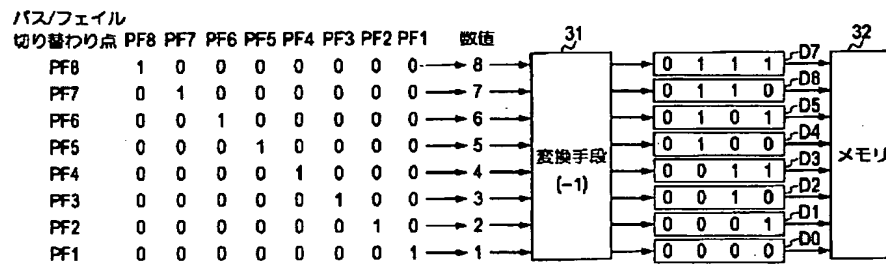 パス/フェイル
切り替わり点 PF8 PF7 PF6 PF5 PF4 PF3 PF2 PF1 数値 31 32
PF8 1 0 0 0 0 0 0 0 8 0 1 1 1 D7
PF7 0 1 0 0 0 0 0 0 7 0 1 1 0 D6
PF6 0 0 1 0 0 0 0 0 6 0 1 0 1 D5
PF5 0 0 0 1 0 0 0 0 5 0 1 0 0 D4
PF4 0 0 0 0 1 0 0 0 4 変換手段 0 0 1 1 D3 メモリ
PF3 0 0 0 0 0 1 0 0 3 (-1) 0 0 1 0 D2
PF2 0 0 0 0 0 0 1 0 2 0 0 0 1 D1
PF1 0 0 0 0 0 0 0 1 1 0 0 0 0 D0